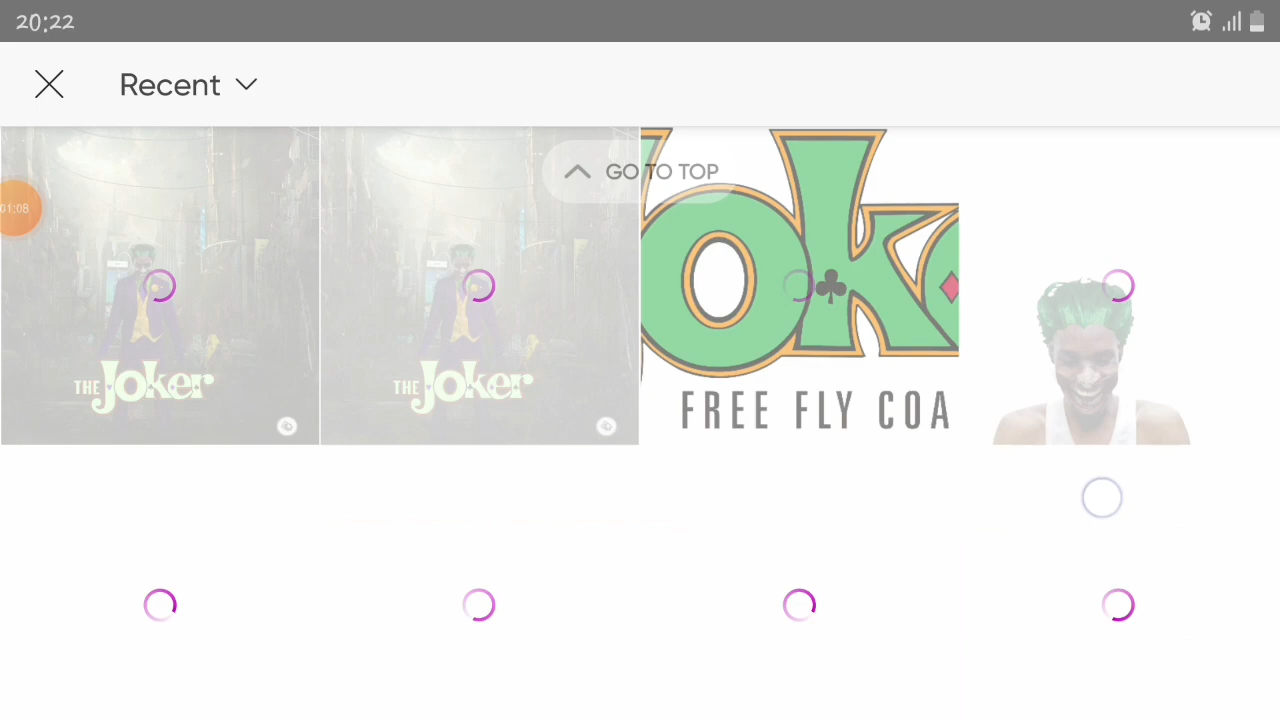 20:22
Recent
GO TO TOP
01:08
THE Joker
THE Joker
oke
FREE FLY COA